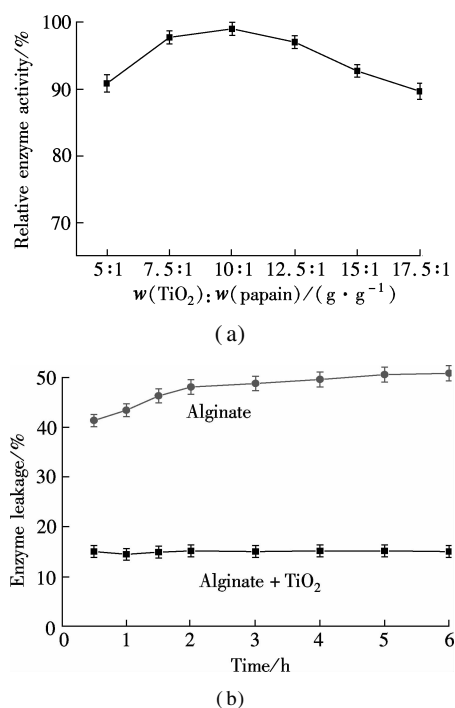 100
90
80
70
Relative enzyme activity/%
5:1 7.5:1 10:1 12.5:1 15:1 17.5:1
w(TiO₂):w(papain)/(g·g⁻¹)
(a)
50
40
30
20
10
0
Enzyme leakage/%
Alginate
Alginate + TiO₂
0 1 2 3 4 5 6
Time/h
(b)